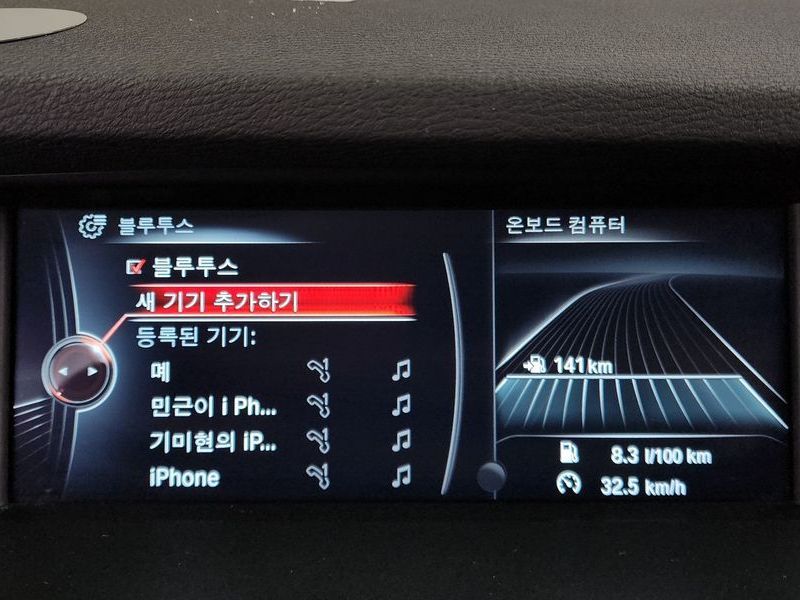 블루투스
블루투스
새 기기 추가하기
등록된 기기:
몌
민근이 i Ph...
기미현의 iP...
iPhone
온보드 컴퓨터
141 km
8.3 l/100 km
32.5 km/h